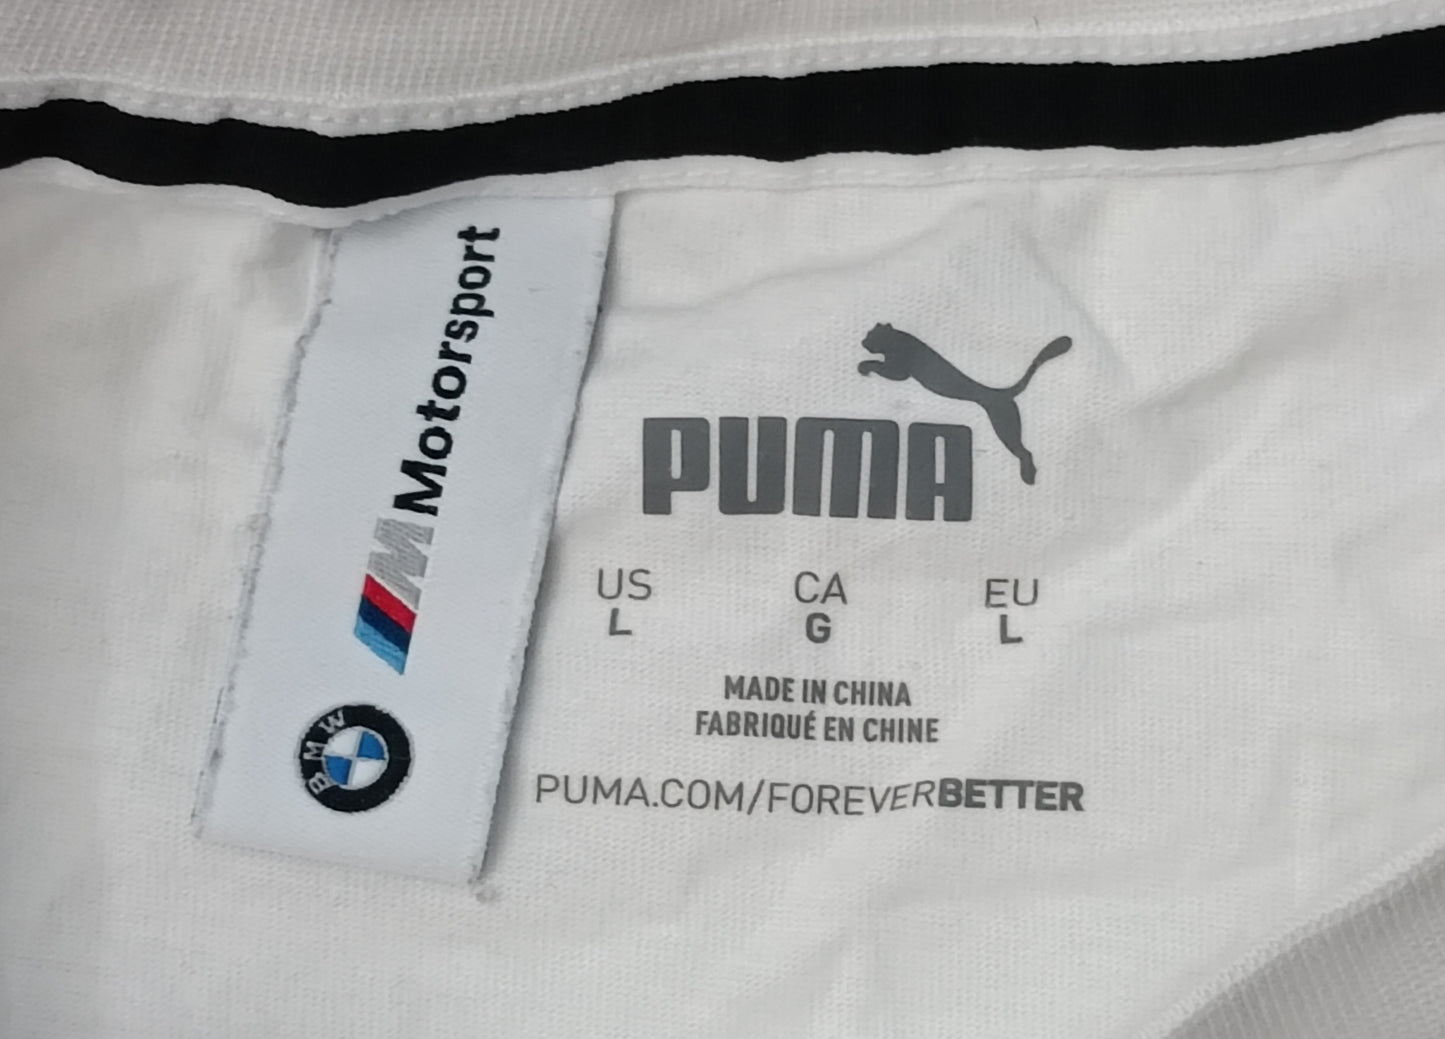 Motorsport
BMW
PUMA
US CA EU
L G L
MADE IN CHINA
FABRIQUÉ EN CHINE
PUMA.COM/FOREVERBETTER